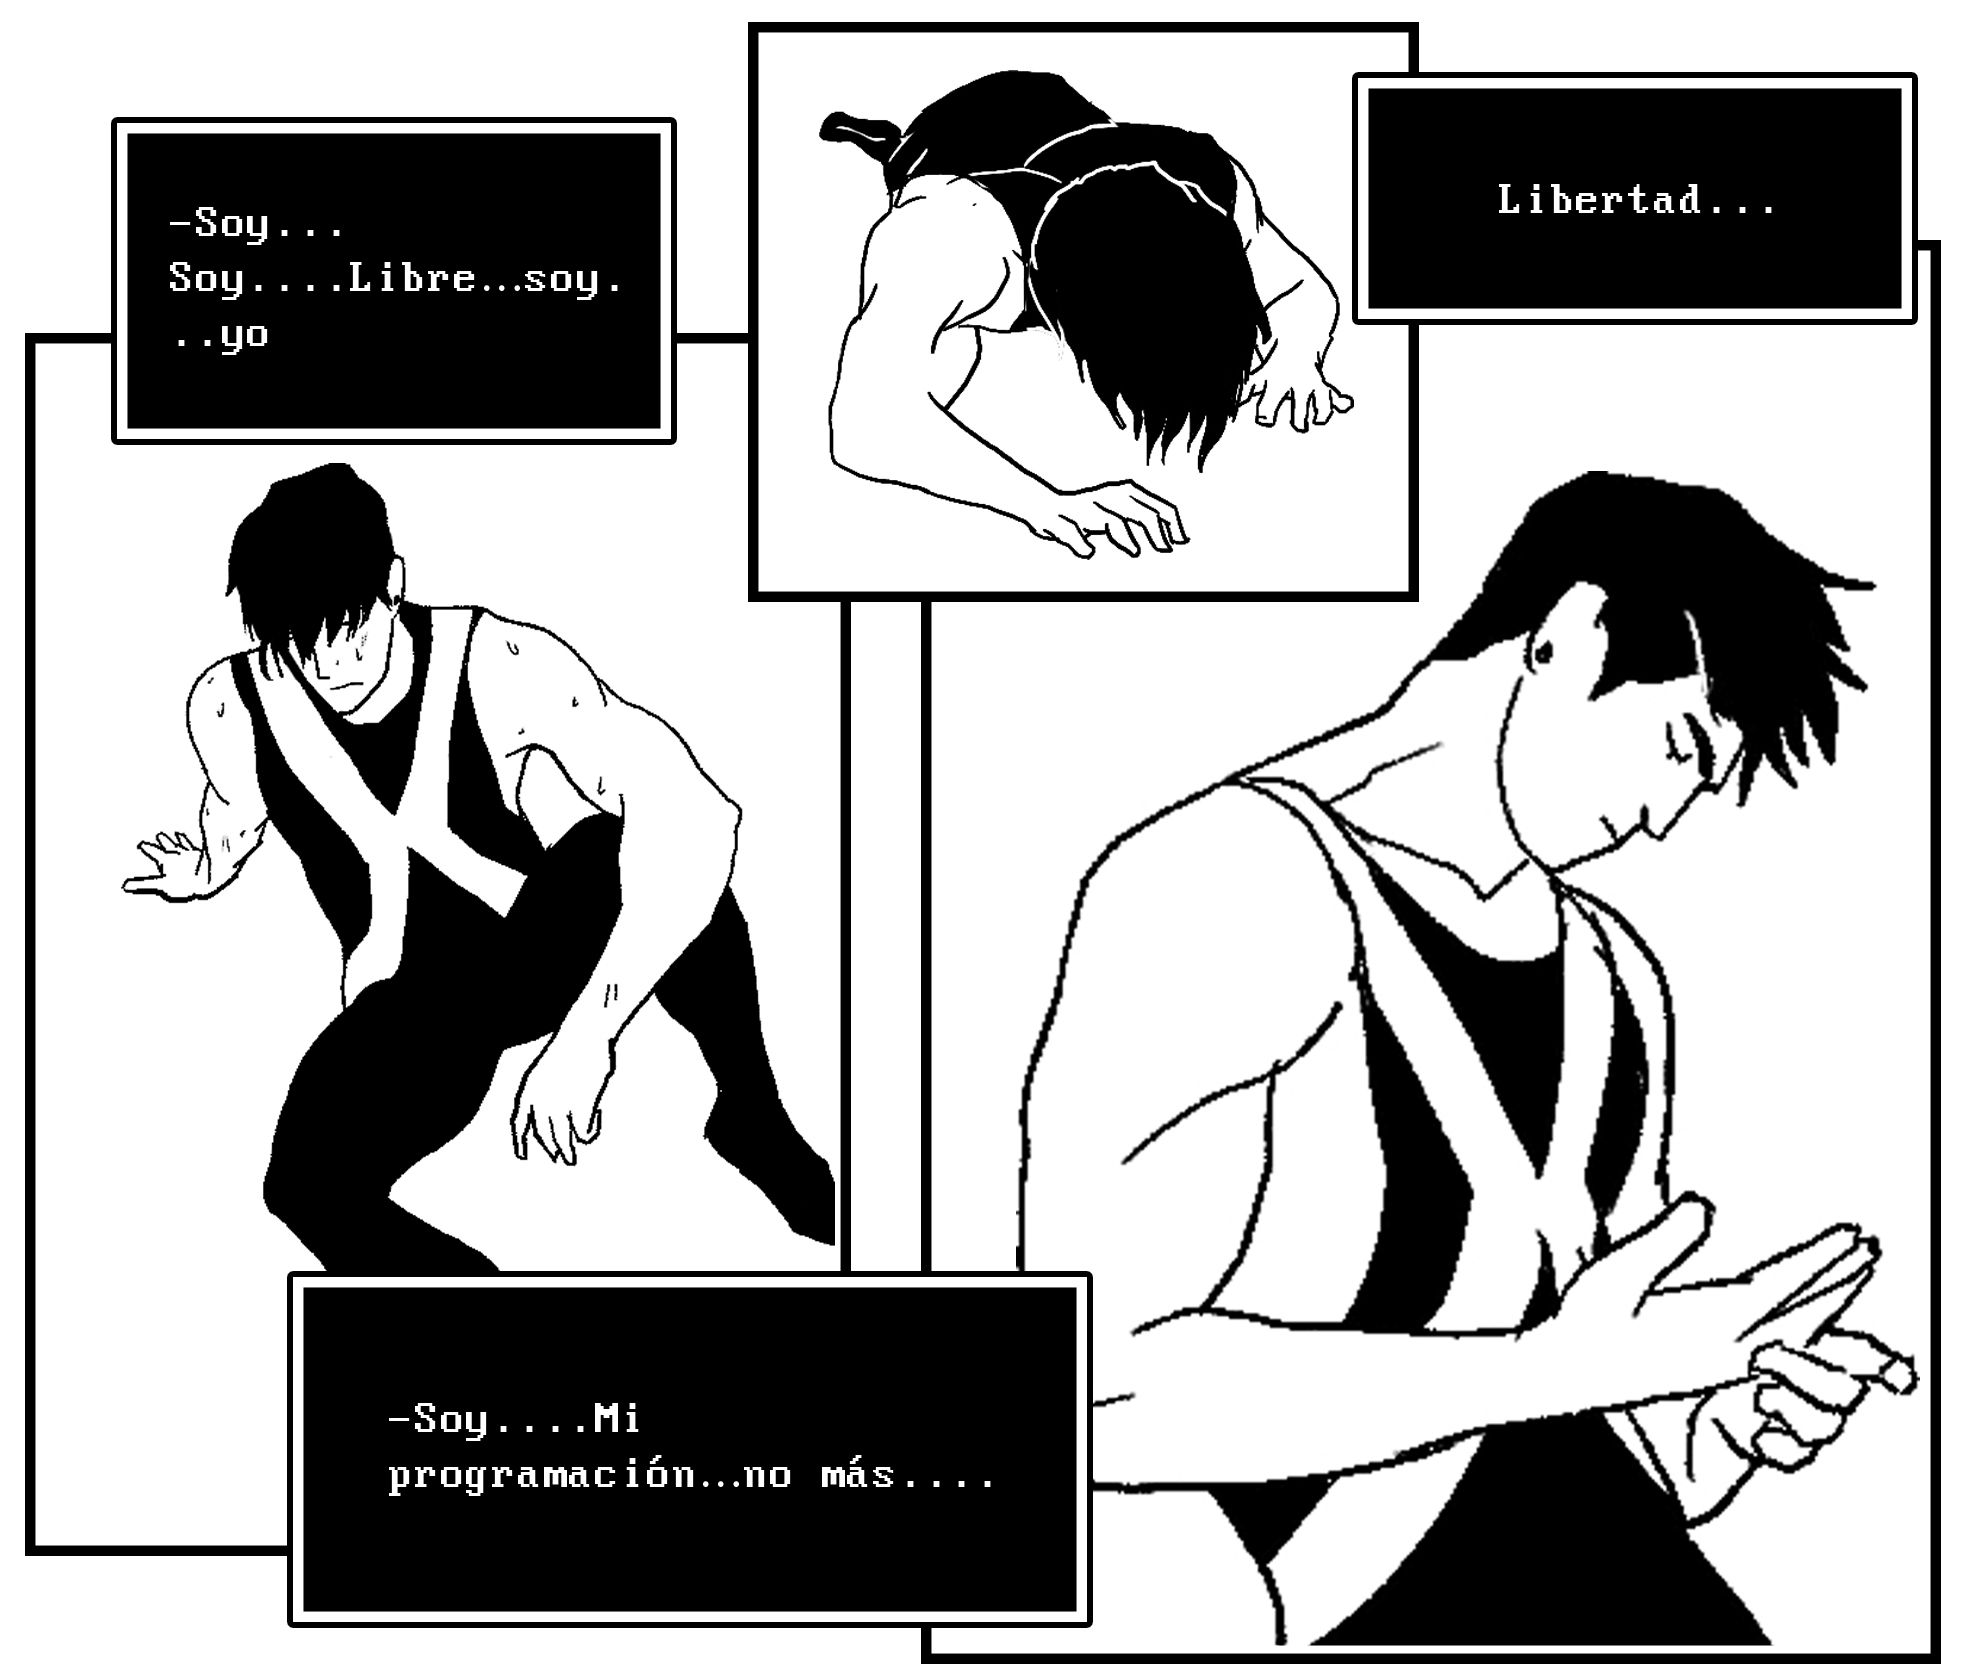 -Soy...
Soy....Libre...soy.
..yo
Libertad...
-Soy....Mi
programación...no más....